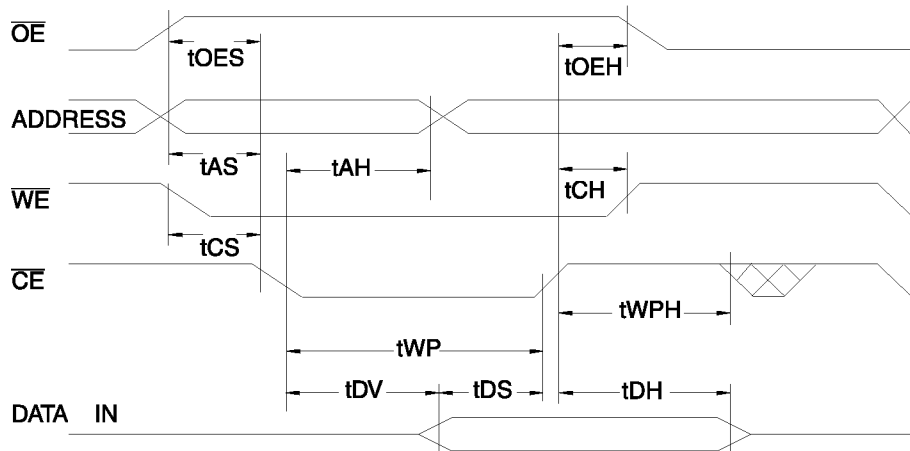 OE
tOES
tOEH
ADDRESS
tAS
tAH
tCH
WE
tCS
CE
tWPH
tWP
tDV
tDS
tDH
DATA IN